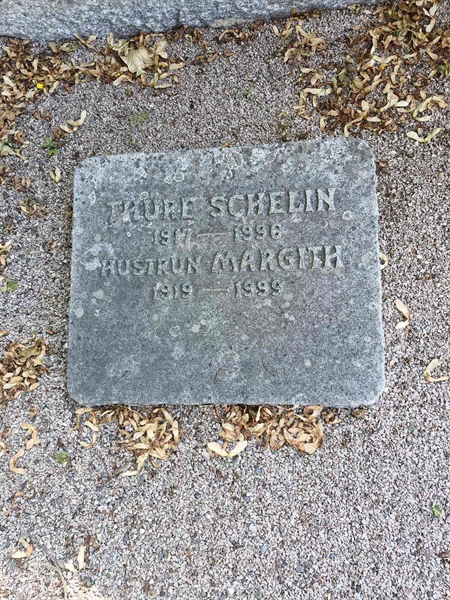 THURE SCHELIN
1917 — 1996
HUSTRUN MARGITH
1919 — 1999